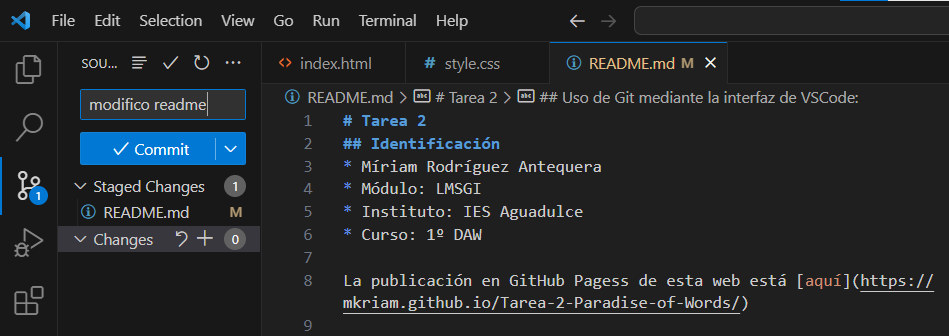 File Edit Selection View Go Run Terminal Help
SOU...
index.html
# style.css
README.md M
modifico readme
README.md > # Tarea 2 > ## Uso de Git mediante la interfaz de VSCode:
Commit
Staged Changes 1
README.md M
Changes 0
1
1 # Tarea 2
2 ## Identificación
3 * Míriam Rodríguez Antequera
4 * Módulo: LMSGI
5 * Instituto: IES Aguadulce
6 * Curso: 1º DAW
7
8 La publicación en GitHub Pagess de esta web está [aquí](https://
mkriam.github.io/Tarea-2-Paradise-of-Words/)
9